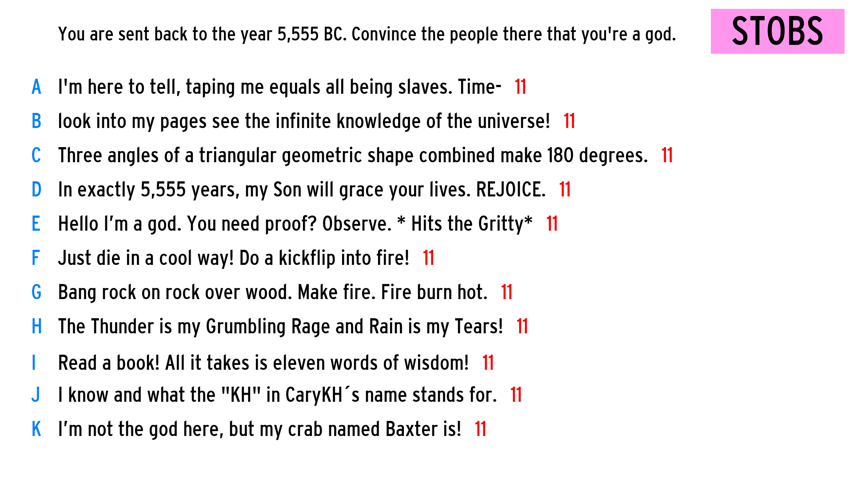 You are sent back to the year 5,555 BC. Convince the people there that you're a god.
STOBS
A I'm here to tell, taping me equals all being slaves. Time- 11
B look into my pages see the infinite knowledge of the universe! 11
C Three angles of a triangular geometric shape combined make 180 degrees. 11
D In exactly 5,555 years, my Son will grace your lives. REJOICE. 11
E Hello I’m a god. You need proof? Observe. * Hits the Gritty* 11
F Just die in a cool way! Do a kickflip into fire! 11
G Bang rock on rock over wood. Make fire. Fire burn hot. 11
H The Thunder is my Grumbling Rage and Rain is my Tears! 11
I Read a book! All it takes is eleven words of wisdom! 11
J I know and what the "KH" in CaryKH´s name stands for. 11
K I’m not the god here, but my crab named Baxter is! 11